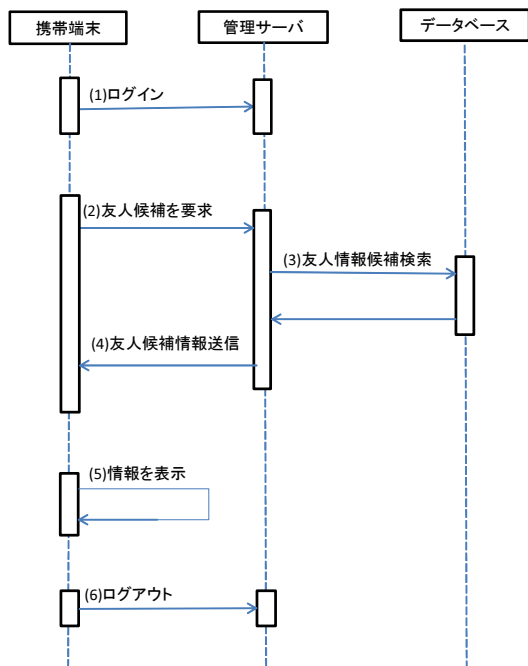 携帯端末
管理サーバ
データベース
(1)ログイン
(2)友人候補を要求
(3)友人情報候補検索
(4)友人候補情報送信
(5)情報を表示
(6)ログアウト